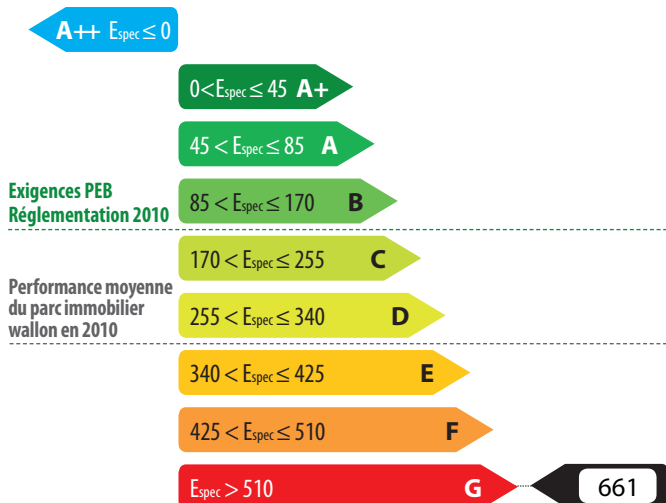 A++ Espec ≤ 0
0 < Espec ≤ 45 A+
45 < Espec ≤ 85 A
Exigences PEB
Réglementation 2010
85 < Espec ≤ 170 B
170 < Espec ≤ 255 C
Performance moyenne
du parc immobilier
wallon en 2010
255 < Espec ≤ 340 D
340 < Espec ≤ 425 E
425 < Espec ≤ 510 F
Espec > 510 G 661